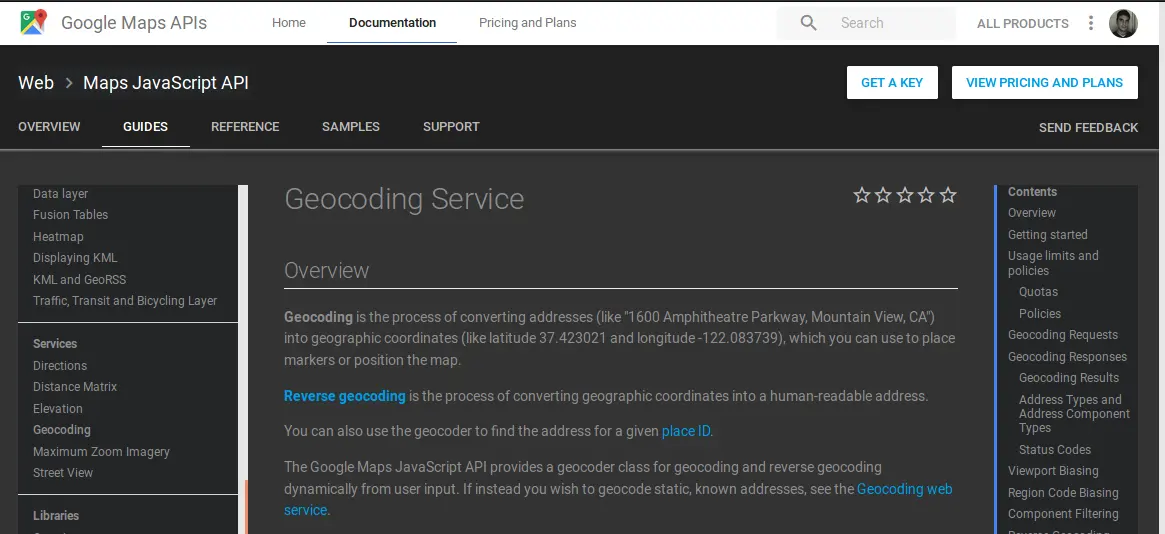 Google Maps APIs
Home
Documentation
Pricing and Plans
Search
ALL PRODUCTS
Web
Maps JavaScript API
GET A KEY
VIEW PRICING AND PLANS
OVERVIEW
GUIDES
REFERENCE
SAMPLES
SUPPORT
SEND FEEDBACK
Data layer
Fusion Tables
Heatmap
Displaying KML
KML and GeoRSS
Traffic, Transit and Bicycling Layer
Services
Directions
Distance Matrix
Elevation
Geocoding
Maximum Zoom Imagery
Street View
Libraries
Geocoding Service
Overview
Geocoding is the process of converting addresses (like "1600 Amphitheatre Parkway, Mountain View, CA")
into geographic coordinates (like latitude 37.423021 and longitude -122.083739), which you can use to place
markers or position the map.
Reverse geocoding is the process of converting geographic coordinates into a human-readable address.
You can also use the geocoder to find the address for a given place ID.
The Google Maps JavaScript API provides a geocoder class for geocoding and reverse geocoding
dynamically from user input. If instead you wish to geocode static, known addresses, see the Geocoding web
service.
Contents
Overview
Getting started
Usage limits and
policies
Quotas
Policies
Geocoding Requests
Geocoding Responses
Geocoding Results
Address Types and
Address Component
Types
Status Codes
Viewport Biasing
Region Code Biasing
Component Filtering